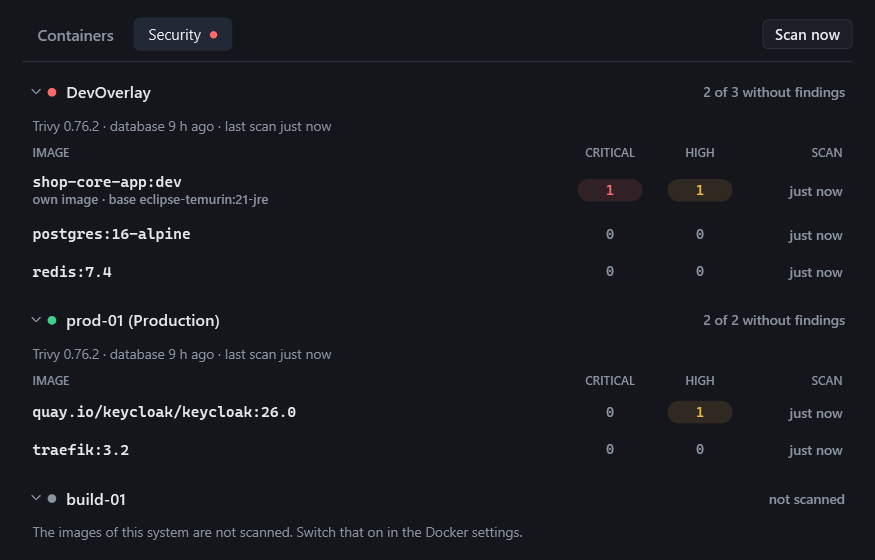 Containers
Security
Scan now
DevOverlay
2 of 3 without findings
Trivy 0.76.2 · database 9 h ago · last scan just now
IMAGE CRITICAL HIGH SCAN
shop-core-app:dev 1 1 just now
own image · base eclipse-temurin:21-jre
postgres:16-alpine 0 0 just now
redis:7.4 0 0 just now
prod-01 (Production)
2 of 2 without findings
Trivy 0.76.2 · database 9 h ago · last scan just now
IMAGE CRITICAL HIGH SCAN
quay.io/keycloak/keycloak:26.0 0 1 just now
traefik:3.2 0 0 just now
build-01
not scanned
The images of this system are not scanned. Switch that on in the Docker settings.